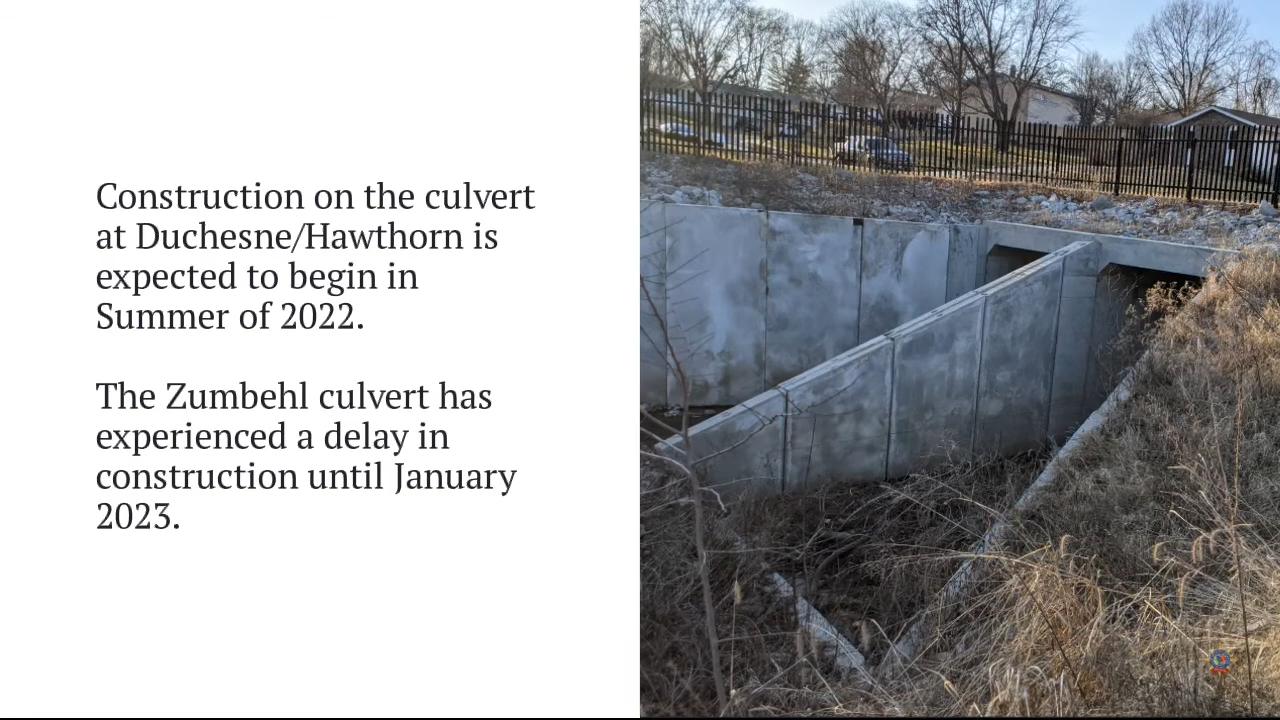 Construction on the culvert
at Duchesne/Hawthorn is
expected to begin in
Summer of 2022.
The Zumbehl culvert has
experienced a delay in
construction until January
2023.